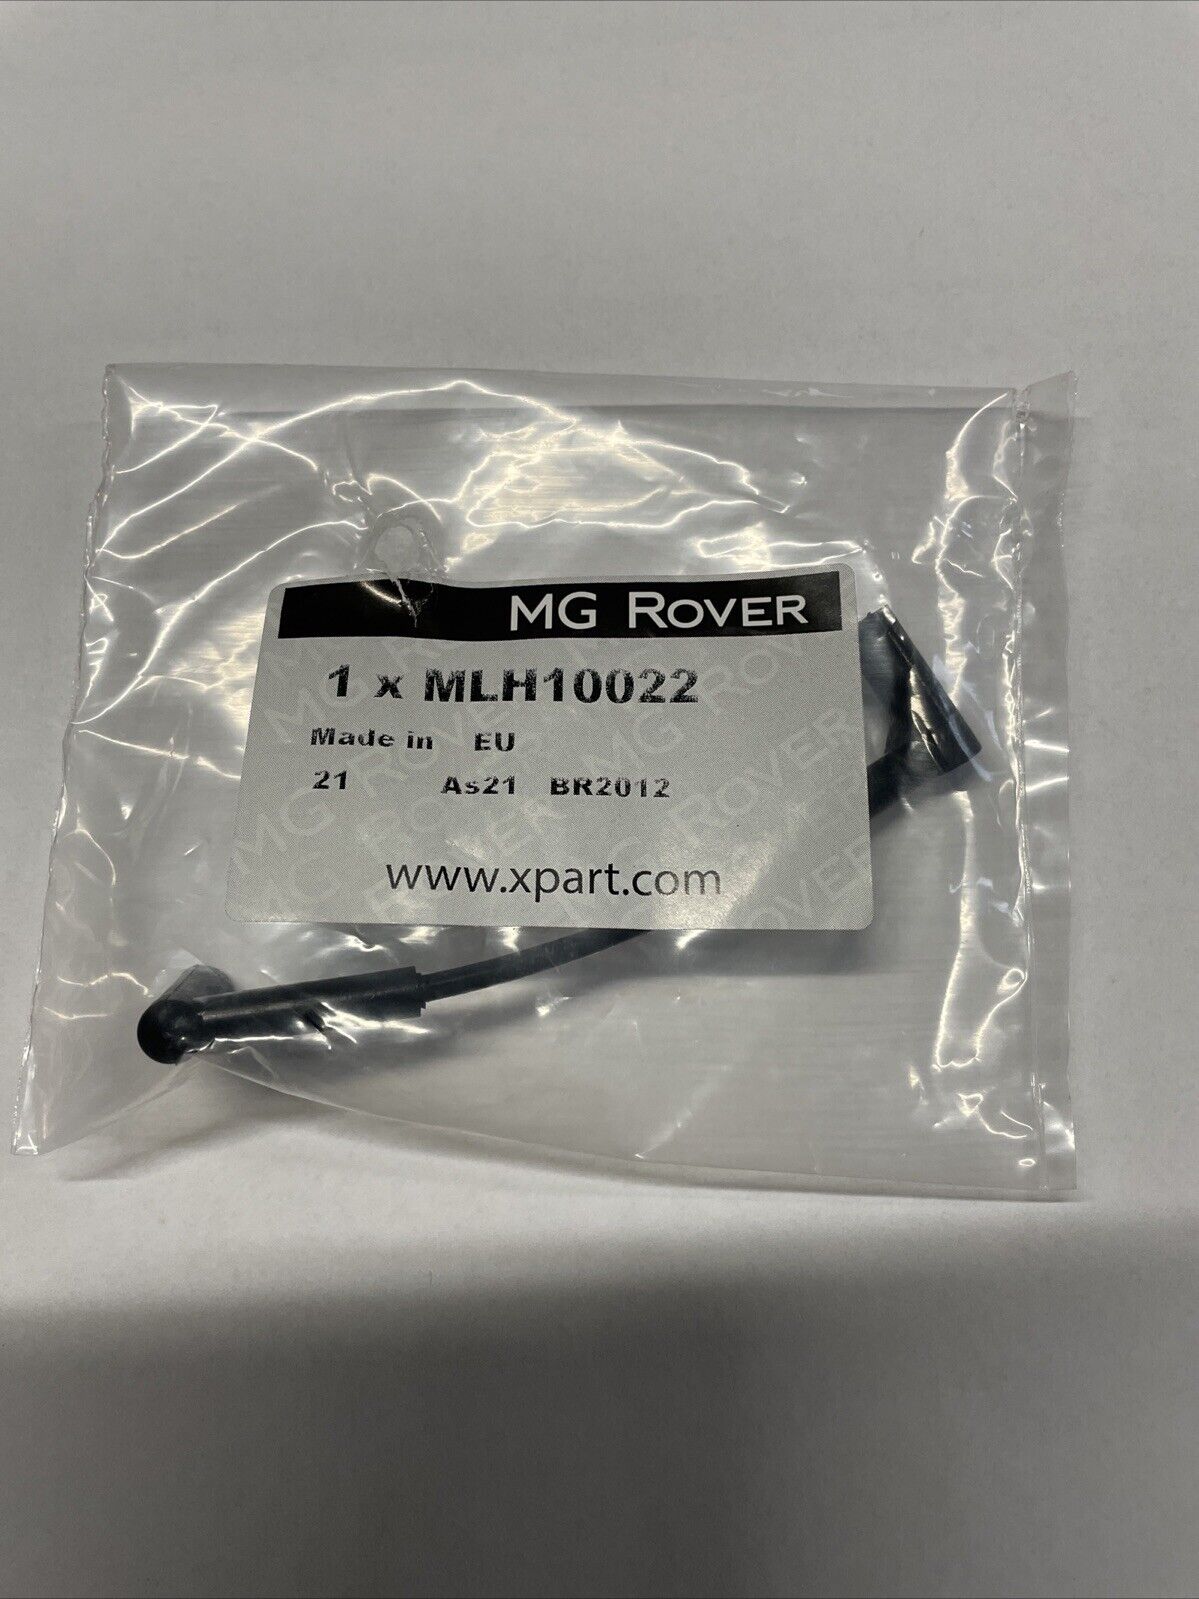 MG ROVER
1 x MLH10022
Made in EU
21 As21 BR2012
www.xpart.com